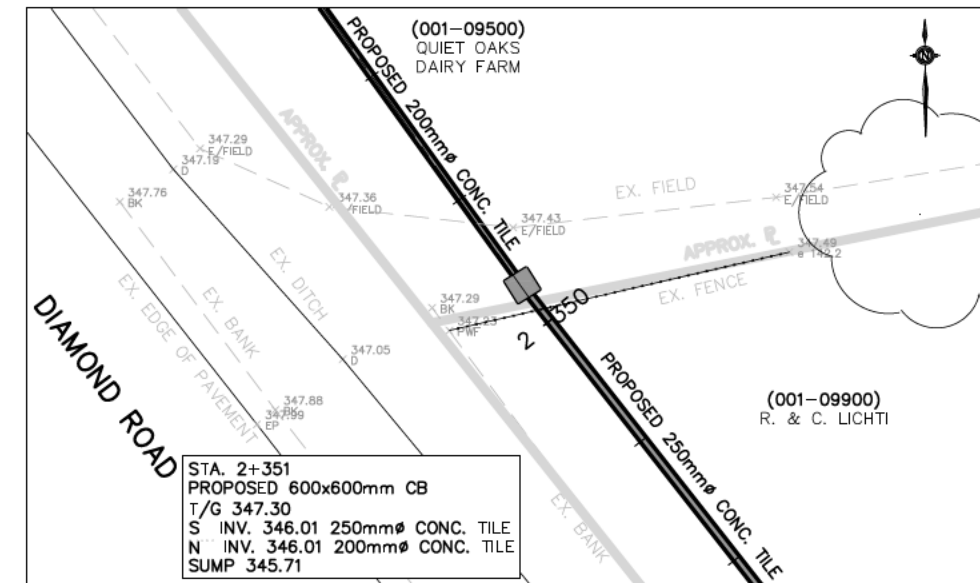 (001-09500)
QUIET OAKS
DAIRY FARM
N
PROPOSED 200mmø CONC. TILE
APPROX. ⅊
347.29
E/FIELD
347.19
D
347.76
BK
347.36
E/FIELD
347.43
E/FIELD
EX. FIELD
347.54
E/FIELD
APPROX. ⅊
347.49
e 142.2
EX. FENCE
347.29
BK
347.23
PWF
2 350
EX. DITCH
347.05
D
EX. BANK
EX. EDGE OF PAVEMENT
347.88
BK
347.99
EP
DIAMOND ROAD
PROPOSED 250mmø CONC. TILE
(001-09900)
R. & C. LICHTI
EX. BANK
STA. 2+351
PROPOSED 600x600mm CB
T/G 347.30
S INV. 346.01 250mmø CONC. TILE
N INV. 346.01 200mmø CONC. TILE
SUMP 345.71